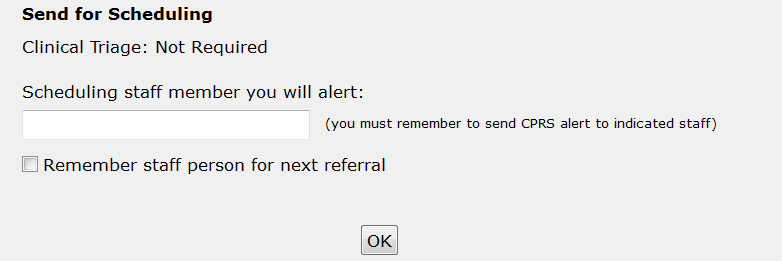 Send for Scheduling
Clinical Triage: Not Required
Scheduling staff member you will alert:
(you must remember to send CPRS alert to indicated staff)
Remember staff person for next referral
OK